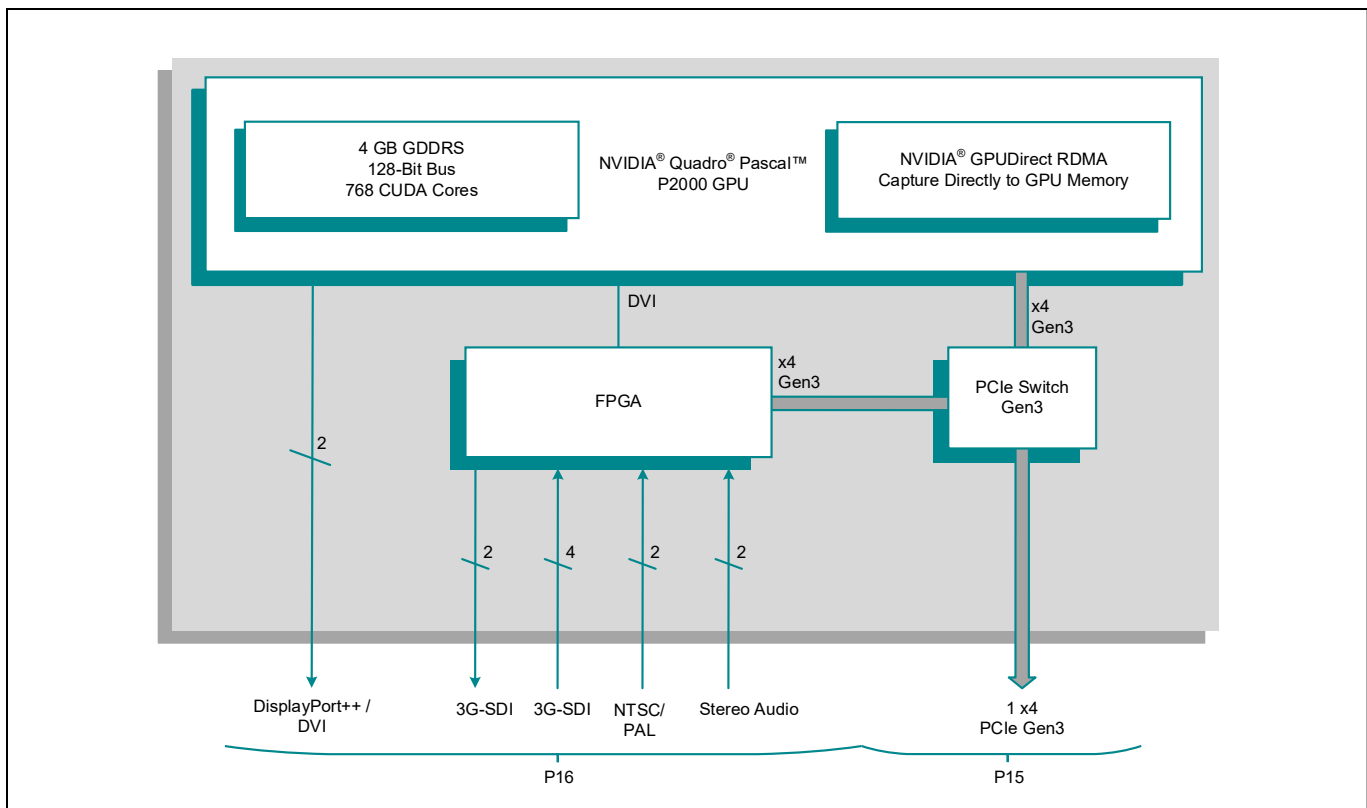 4 GB GDDRS
128-Bit Bus
768 CUDA Cores
NVIDIA® Quadro® Pascal™
P2000 GPU
NVIDIA® GPUDirect RDMA
Capture Directly to GPU Memory
DVI
x4
Gen3
FPGA
x4
Gen3
PCIe Switch
Gen3
2
2
4
2
2
DisplayPort++ /
DVI
3G-SDI
3G-SDI
NTSC/
PAL
Stereo Audio
1 x4
PCIe Gen3
P16
P15